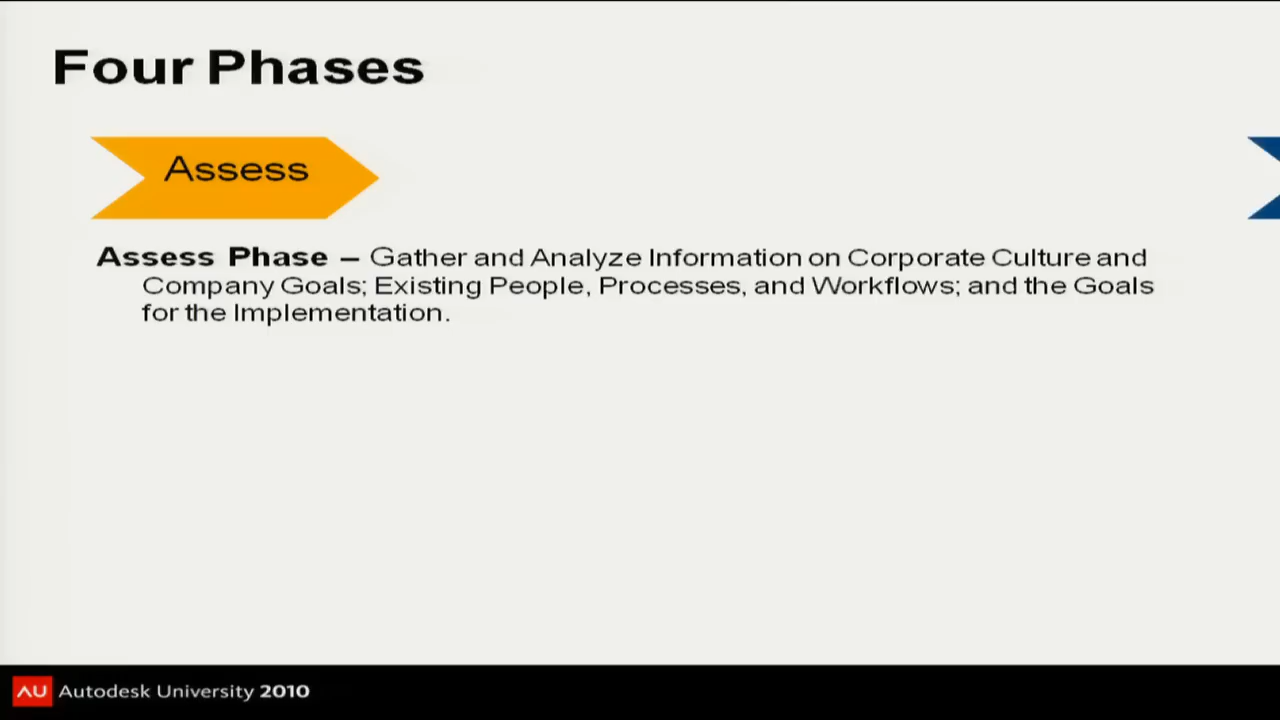 Four Phases
Assess
Assess Phase – Gather and Analyze Information on Corporate Culture and
Company Goals; Existing People, Processes, and Workflows; and the Goals
for the Implementation.
AU Autodesk University 2010